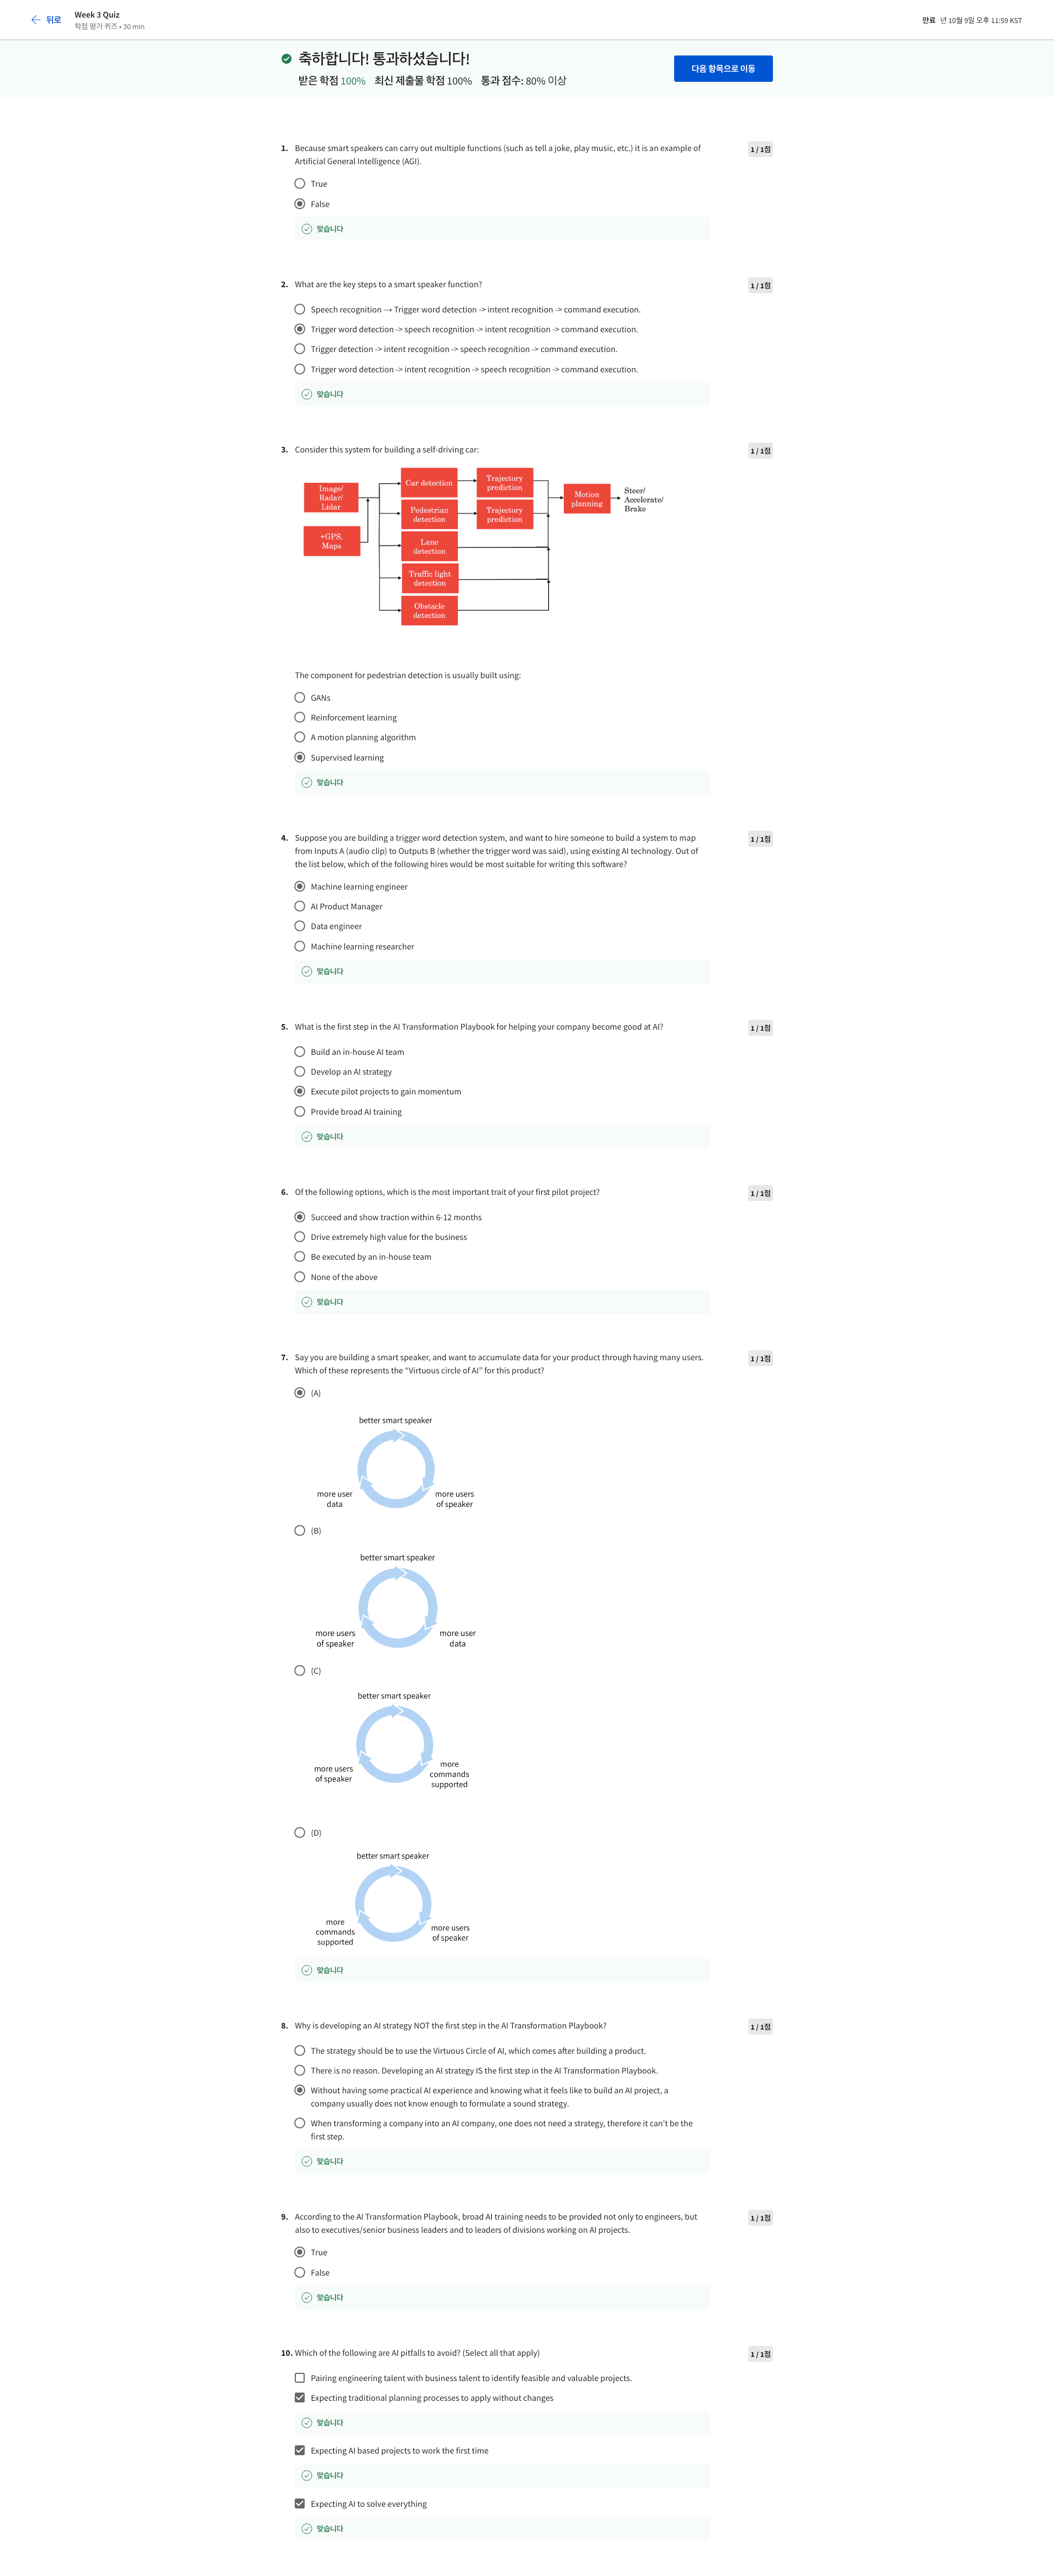 뒤로
Week 3 Quiz
학점 평가 퀴즈 • 30 min
만료 년 10월 9일 오후 11:59 KST
축하합니다! 통과하셨습니다!
받은 학점 100% 최신 제출물 학점 100% 통과 점수: 80% 이상
다음 항목으로 이동
1. Because smart speakers can carry out multiple functions (such as tell a joke, play music, etc.) it is an example of
Artificial General Intelligence (AGI).
1 / 1점
True
False
맞습니다
2. What are the key steps to a smart speaker function?
1 / 1점
Speech recognition → Trigger word detection -> intent recognition -> command execution.
Trigger word detection -> speech recognition -> intent recognition -> command execution.
Trigger detection -> intent recognition -> speech recognition -> command execution.
Trigger word detection -> intent recognition -> speech recognition -> command execution.
맞습니다
3. Consider this system for building a self-driving car:
1 / 1점
Image/
Radar/
Lidar
+GPS,
Maps
Car detection
Pedestrian
detection
Lane
detection
Traffic light
detection
Obstacle
detection
Trajectory
prediction
Trajectory
prediction
Motion
planning
Steer/
Accelerate/
Brake
The component for pedestrian detection is usually built using:
GANs
Reinforcement learning
A motion planning algorithm
Supervised learning
맞습니다
4. Suppose you are building a trigger word detection system, and want to hire someone to build a system to map
from Inputs A (audio clip) to Outputs B (whether the trigger word was said), using existing AI technology. Out of
the list below, which of the following hires would be most suitable for writing this software?
1 / 1점
Machine learning engineer
AI Product Manager
Data engineer
Machine learning researcher
맞습니다
5. What is the first step in the AI Transformation Playbook for helping your company become good at AI?
1 / 1점
Build an in-house AI team
Develop an AI strategy
Execute pilot projects to gain momentum
Provide broad AI training
맞습니다
6. Of the following options, which is the most important trait of your first pilot project?
1 / 1점
Succeed and show traction within 6-12 months
Drive extremely high value for the business
Be executed by an in-house team
None of the above
맞습니다
7. Say you are building a smart speaker, and want to accumulate data for your product through having many users.
Which of these represents the “Virtuous circle of AI” for this product?
1 / 1점
(A)
better smart speaker
more user
data
more users
of speaker
(B)
better smart speaker
more users
of speaker
more user
data
(C)
better smart speaker
more users
of speaker
more
commands
supported
(D)
better smart speaker
more
commands
supported
more users
of speaker
맞습니다
8. Why is developing an AI strategy NOT the first step in the AI Transformation Playbook?
1 / 1점
The strategy should be to use the Virtuous Circle of AI, which comes after building a product.
There is no reason. Developing an AI strategy IS the first step in the AI Transformation Playbook.
Without having some practical AI experience and knowing what it feels like to build an AI project, a
company usually does not know enough to formulate a sound strategy.
When transforming a company into an AI company, one does not need a strategy, therefore it can’t be the
first step.
맞습니다
9. According to the AI Transformation Playbook, broad AI training needs to be provided not only to engineers, but
also to executives/senior business leaders and to leaders of divisions working on AI projects.
1 / 1점
True
False
맞습니다
10. Which of the following are AI pitfalls to avoid? (Select all that apply)
1 / 1점
Pairing engineering talent with business talent to identify feasible and valuable projects.
Expecting traditional planning processes to apply without changes
맞습니다
Expecting AI based projects to work the first time
맞습니다
Expecting AI to solve everything
맞습니다